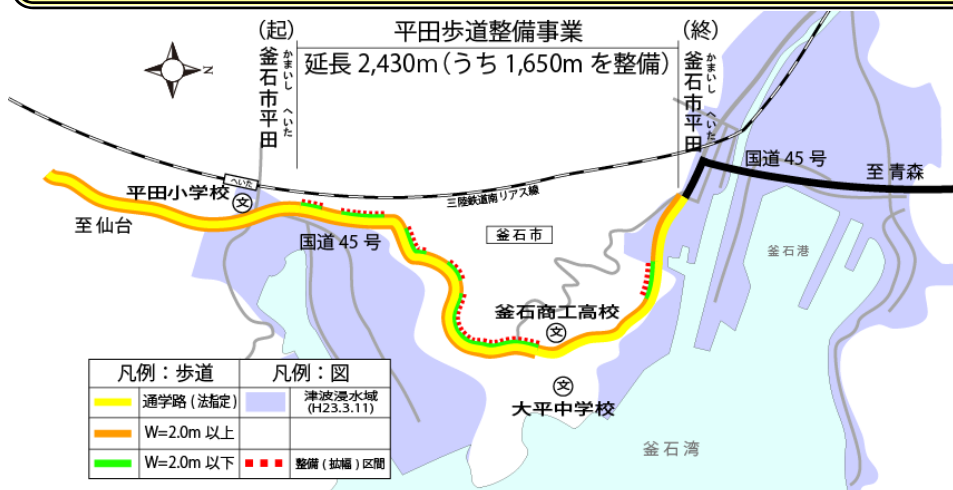 (起)
平田歩道整備事業
(終)
延長 2,430m(うち 1,650m を整備)
釜石市平田
かまいし へいた
釜石市平田
かまいし へいた
N
国道 45 号
至 青森
へいた
平田小学校
文
三陸鉄道南リアス線
至 仙台
国道 45 号
釜石市
釜石港
釜石商工高校
文
文
大平中学校
釜石湾
凡例：歩道
凡例：図
通学路 (法指定)
津波浸水域
(H23.3.11)
W=2.0m 以上
W=2.0m 以下
整備 ( 拡幅 ) 区間